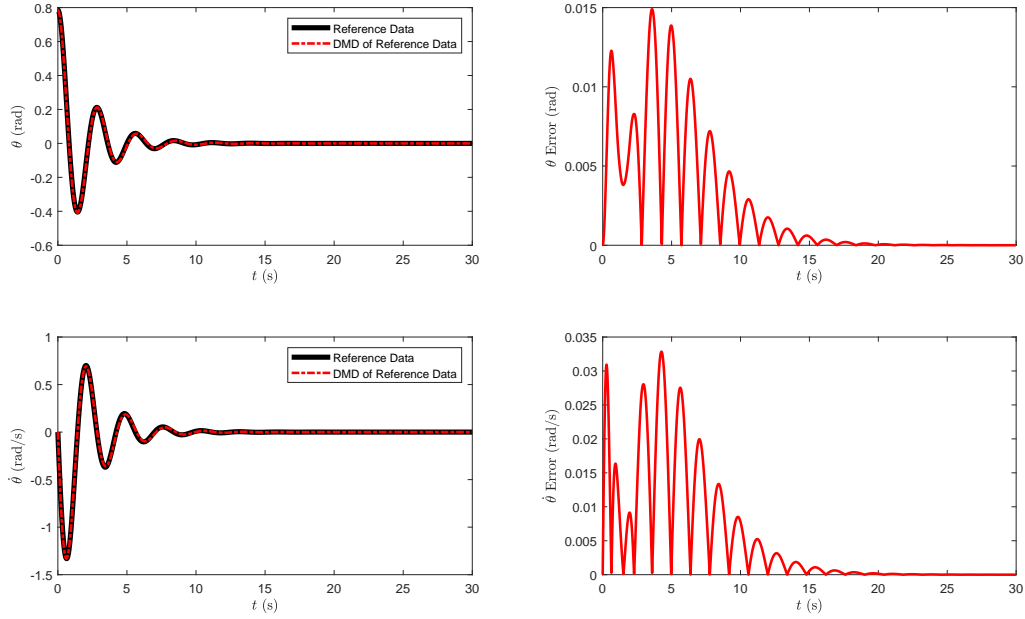 0.8
0.6
0.4
0.2
0
-0.2
-0.4
-0.6
θ (rad)
Reference Data
DMD of Reference Data
0 5 10 15 20 25 30
t (s)
0.015
0.01
0.005
0
θ Error (rad)
0 5 10 15 20 25 30
t (s)
1
0.5
0
-0.5
-1
-1.5
θ̇ (rad/s)
Reference Data
DMD of Reference Data
0 5 10 15 20 25 30
t (s)
0.035
0.03
0.025
0.02
0.015
0.01
0.005
0
θ̇ Error (rad/s)
0 5 10 15 20 25 30
t (s)